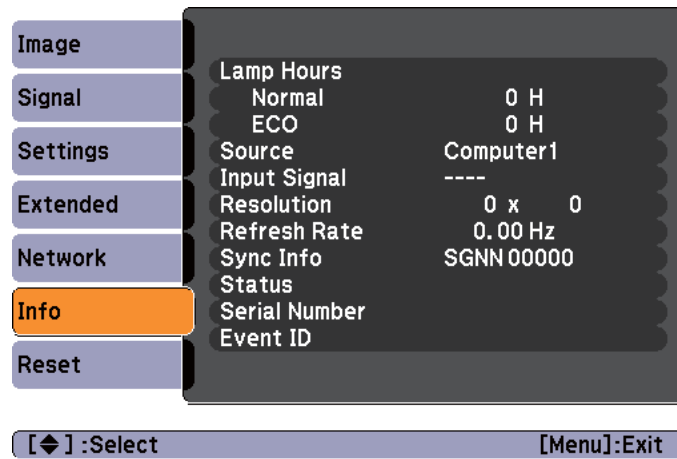 Image
Signal
Settings
Extended
Network
Info
Reset
Lamp Hours
Normal 0 H
ECO 0 H
Source Computer1
Input Signal ----
Resolution 0 x 0
Refresh Rate 0.00 Hz
Sync Info SGNN 00000
Status
Serial Number
Event ID
[◆] :Select [Menu]:Exit